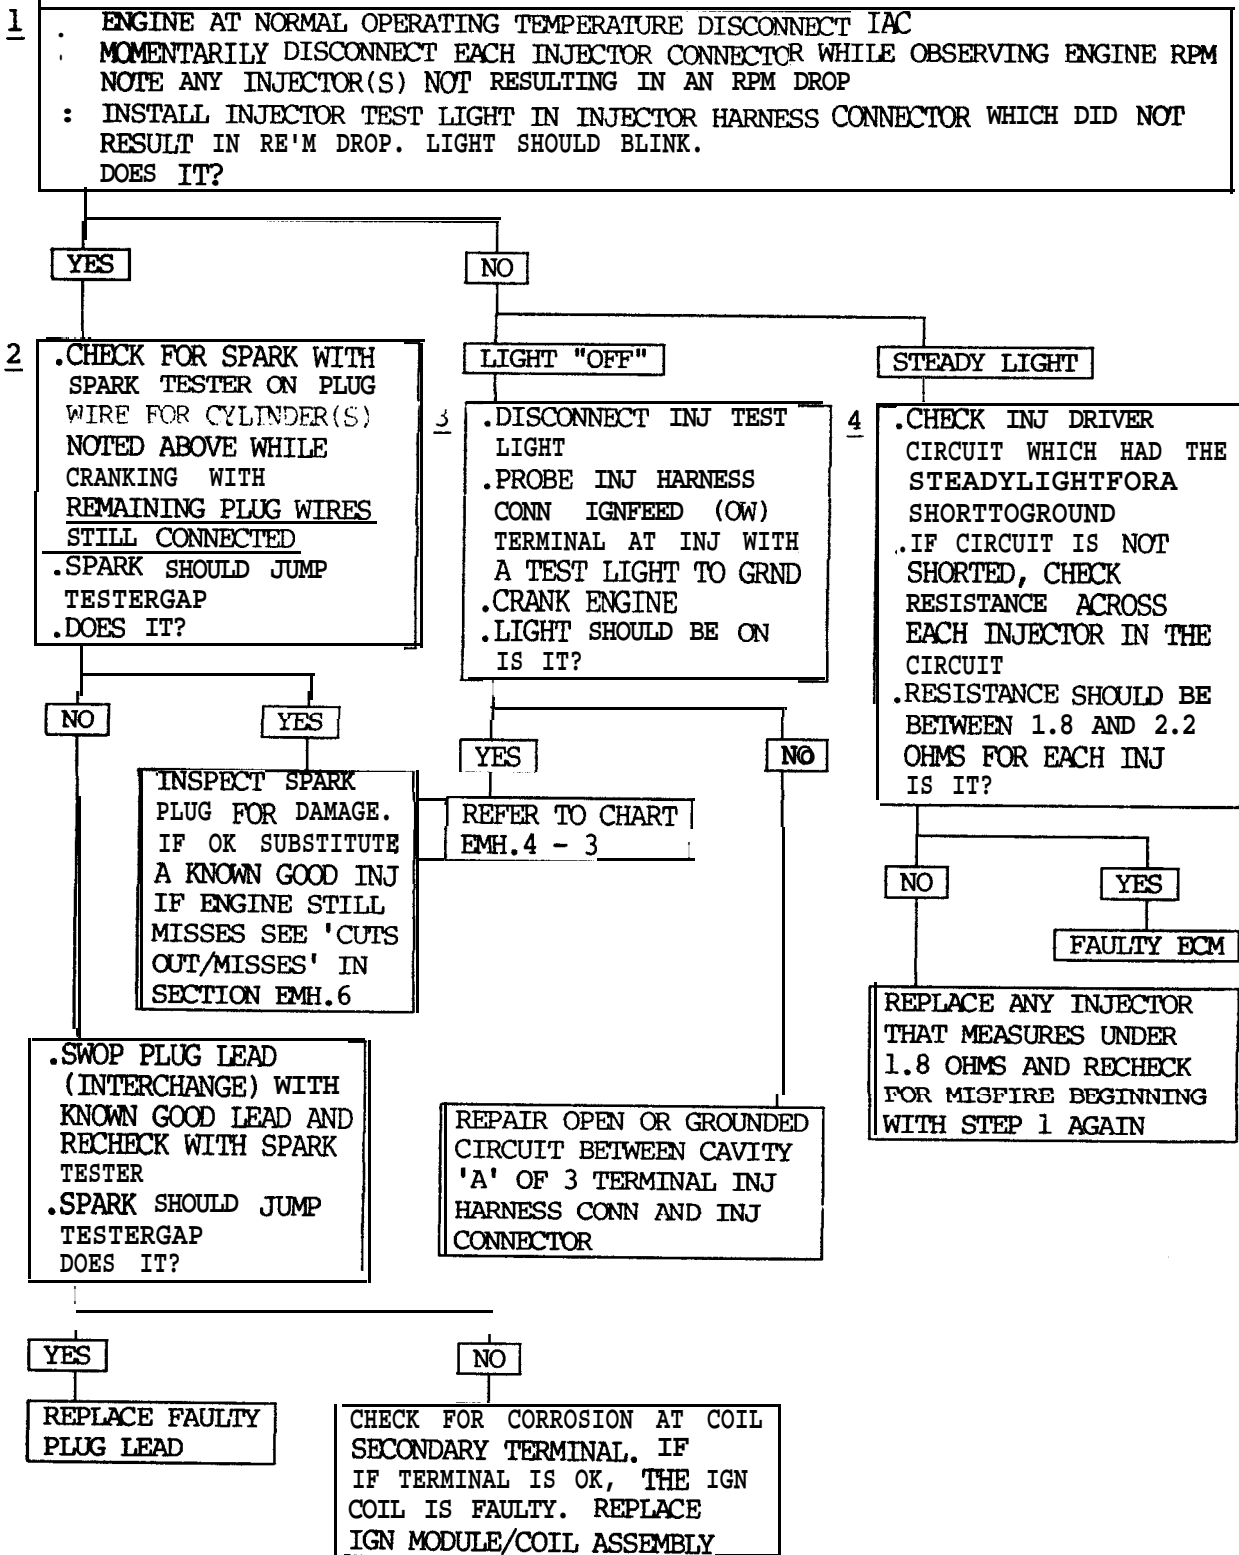 1
. ENGINE AT NORMAL OPERATING TEMPERATURE DISCONNECT IAC
MOMENTARILY DISCONNECT EACH INJECTOR CONNECTOR WHILE OBSERVING ENGINE RPM
NOTE ANY INJECTOR(S) NOT RESULTING IN AN RPM DROP
: INSTALL INJECTOR TEST LIGHT IN INJECTOR HARNESS CONNECTOR WHICH DID NOT
RESULT IN RE'M DROP. LIGHT SHOULD BLINK.
DOES IT?
YES
NO
2
.CHECK FOR SPARK WITH
SPARK TESTER ON PLUG
WIRE FOR CYLINDER(S)
NOTED ABOVE WHILE
CRANKING WITH
REMAINING PLUG WIRES
STILL CONNECTED
.SPARK SHOULD JUMP
TESTERGAP
.DOES IT?
LIGHT "OFF"
3
.DISCONNECT INJ TEST
LIGHT
.PROBE INJ HARNESS
CONN IGNFEED (OW)
TERMINAL AT INJ WITH
A TEST LIGHT TO GRND
.CRANK ENGINE
.LIGHT SHOULD BE ON
IS IT?
STEADY LIGHT
4
.CHECK INJ DRIVER
CIRCUIT WHICH HAD THE
STEADYLIGHTFORA
SHORTTOGROUND
.IF CIRCUIT IS NOT
SHORTED, CHECK
RESISTANCE ACROSS
EACH INJECTOR IN THE
CIRCUIT
.RESISTANCE SHOULD BE
BETWEEN 1.8 AND 2.2
OHMS FOR EACH INJ
IS IT?
NO
YES
INSPECT SPARK
PLUG FOR DAMAGE.
IF OK SUBSTITUTE
A KNOWN GOOD INJ
IF ENGINE STILL
MISSES SEE 'CUTS
OUT/MISSES' IN
SECTION EMH.6
YES
NO
REFER TO CHART
EMH.4 - 3
NO
YES
FAULTY ECM
REPLACE ANY INJECTOR
THAT MEASURES UNDER
1.8 OHMS AND RECHECK
FOR MISFIRE BEGINNING
WITH STEP 1 AGAIN
.SWOP PLUG LEAD
(INTERCHANGE) WITH
KNOWN GOOD LEAD AND
RECHECK WITH SPARK
TESTER
.SPARK SHOULD JUMP
TESTERGAP
DOES IT?
REPAIR OPEN OR GROUNDED
CIRCUIT BETWEEN CAVITY
'A' OF 3 TERMINAL INJ
HARNESS CONN AND INJ
CONNECTOR
YES
NO
REPLACE FAULTY
PLUG LEAD
CHECK FOR CORROSION AT COIL
SECONDARY TERMINAL. IF
IF TERMINAL IS OK, THE IGN
COIL IS FAULTY. REPLACE
IGN MODULE/COIL ASSEMBLY